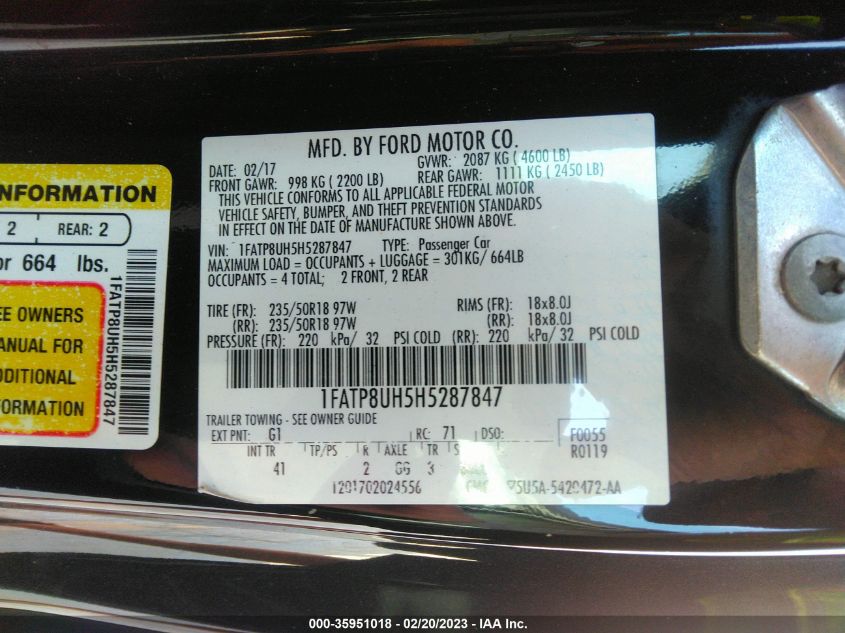 NFORMATION
2 REAR: 2
or 664 lbs.
EE OWNERS
ANUAL FOR
DDITIONAL
FORMATION
1FATP8UH5H5287847
MFD. BY FORD MOTOR CO.
DATE: 02/17 GVWR: 2087 KG ( 4600 LB)
FRONT GAWR: 998 KG ( 2200 LB) REAR GAWR: 1111 KG ( 2450 LB)
THIS VEHICLE CONFORMS TO ALL APPLICABLE FEDERAL MOTOR
VEHICLE SAFETY, BUMPER, AND THEFT PREVENTION STANDARDS
IN EFFECT ON THE DATE OF MANUFACTURE SHOWN ABOVE.
VIN: 1FATP8UH5H5287847 TYPE: Passenger Car
MAXIMUM LOAD = OCCUPANTS + LUGGAGE = 301KG/ 664LB
OCCUPANTS = 4 TOTAL; 2 FRONT, 2 REAR
TIRE (FR): 235/50R18 97W RIMS (FR): 18x8.0J
(RR): 235/50R18 97W (RR): 18x8.0J
PRESSURE (FR): 220 kPa/ 32 PSI COLD (RR): 220 kPa/ 32 PSI COLD
1FATP8UH5H5287847
TRAILER TOWING - SEE OWNER GUIDE
EXT PNT: G1 RC: 71 DSO: F0055
INT TR TP/PS R AXLE TR S R0119
41 2 GG 3
1201702024556 5U5A-5420472-AA
000-35951018 - 02/20/2023 - IAA Inc.